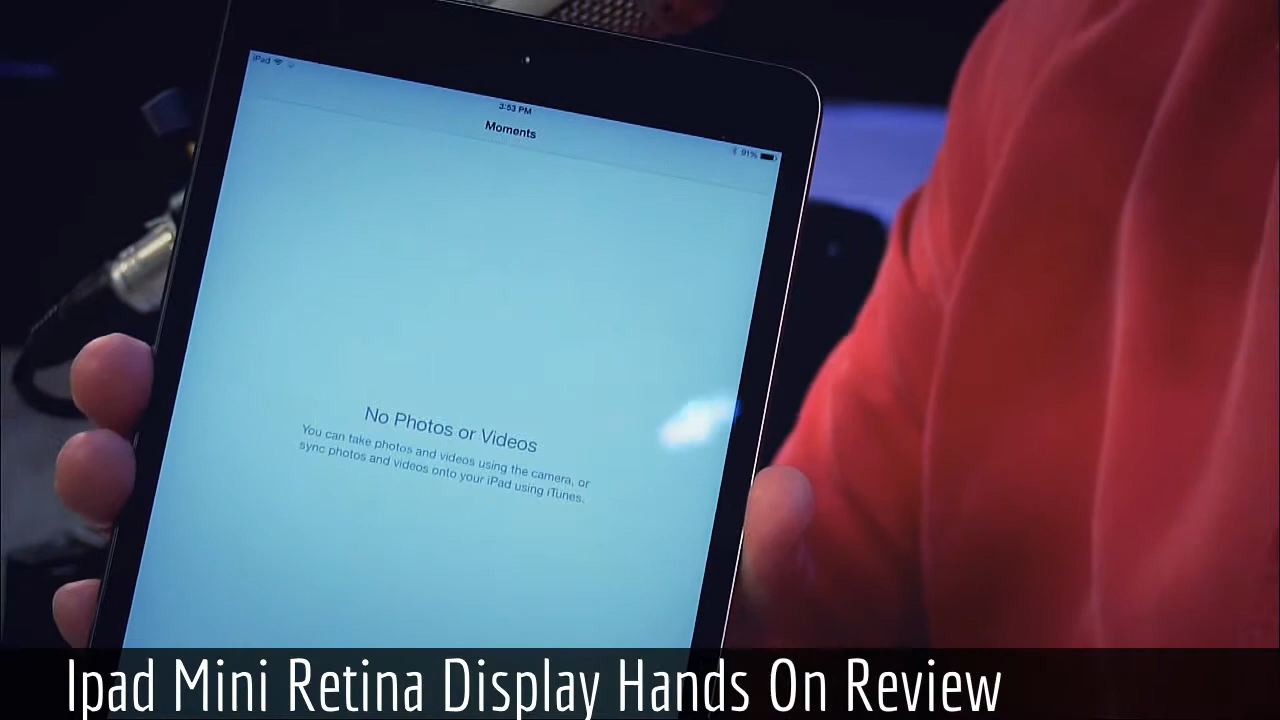 iPad
3:53 PM
91%
Moments
No Photos or Videos
You can take photos and videos using the camera, or
sync photos and videos onto your iPad using iTunes.
Ipad Mini Retina Display Hands On Review